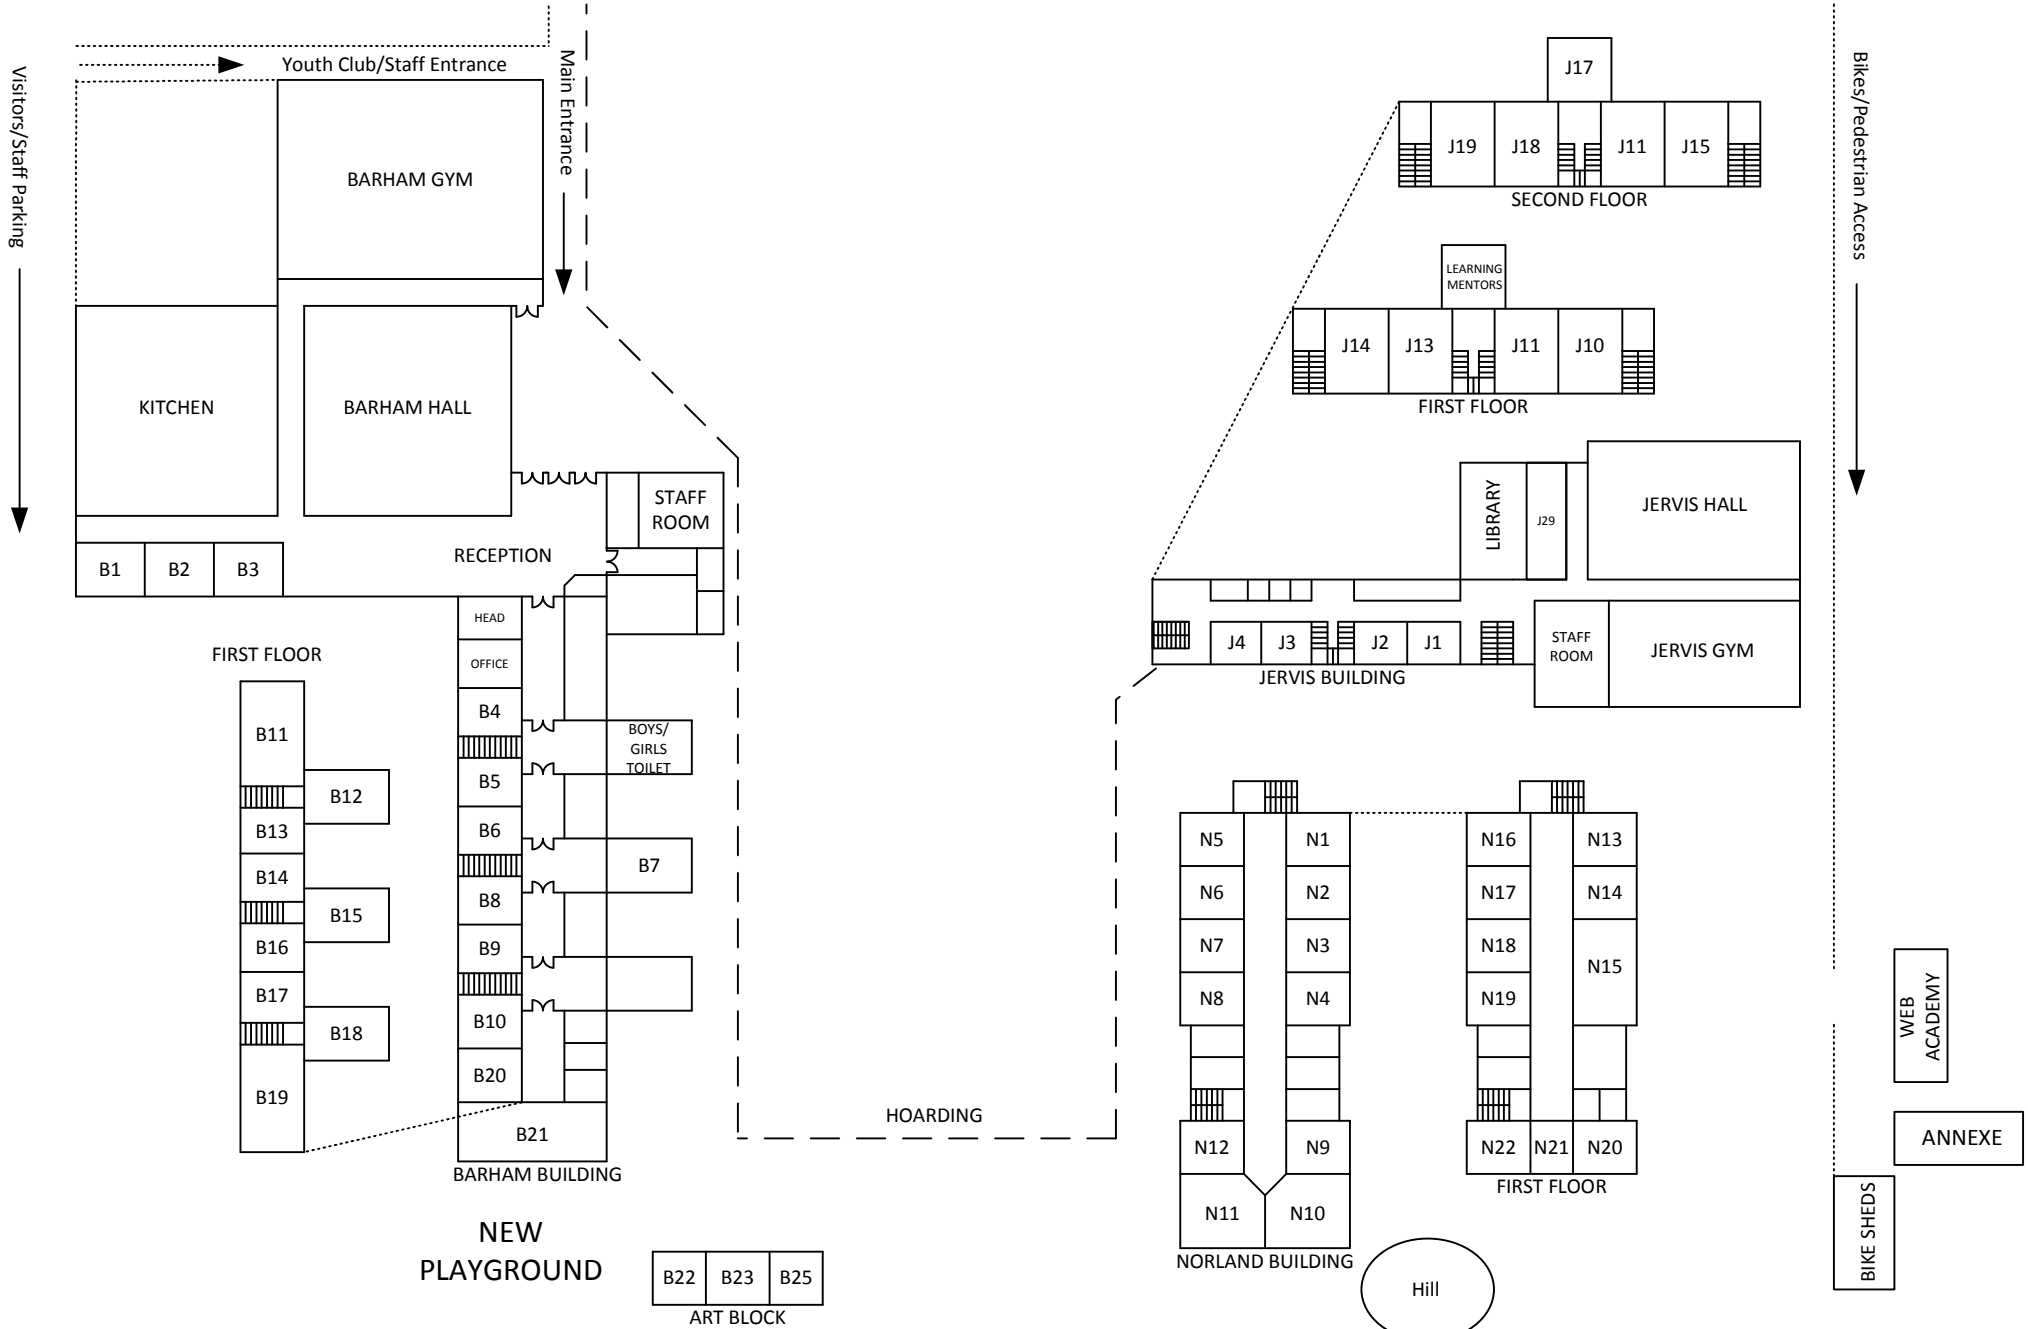 Visitors/Staff Parking
Youth Club/Staff Entrance
Main Entrance
BARHAM GYM
KITCHEN
BARHAM HALL
STAFF
ROOM
RECEPTION
B1
B2
B3
HEAD
OFFICE
B4
B5
B6
B8
B9
B10
B20
B21
BOYS/
GIRLS
TOILET
B7
BARHAM BUILDING
FIRST FLOOR
B11
B12
B13
B14
B15
B16
B17
B18
B19
NEW
PLAYGROUND
B22
B23
B25
ART BLOCK
HOARDING
J17
J19
J18
J11
J15
SECOND FLOOR
LEARNING
MENTORS
J14
J13
J11
J10
FIRST FLOOR
LIBRARY
J29
JERVIS HALL
J4
J3
J2
J1
STAFF
ROOM
JERVIS GYM
JERVIS BUILDING
N5
N1
N6
N2
N7
N3
N8
N4
N12
N9
N11
N10
NORLAND BUILDING
N16
N13
N17
N14
N18
N15
N19
N22
N21
N20
FIRST FLOOR
Hill
Bikes/Pedestrian Access
WEB
ACADEMY
ANNEXE
BIKE SHEDS